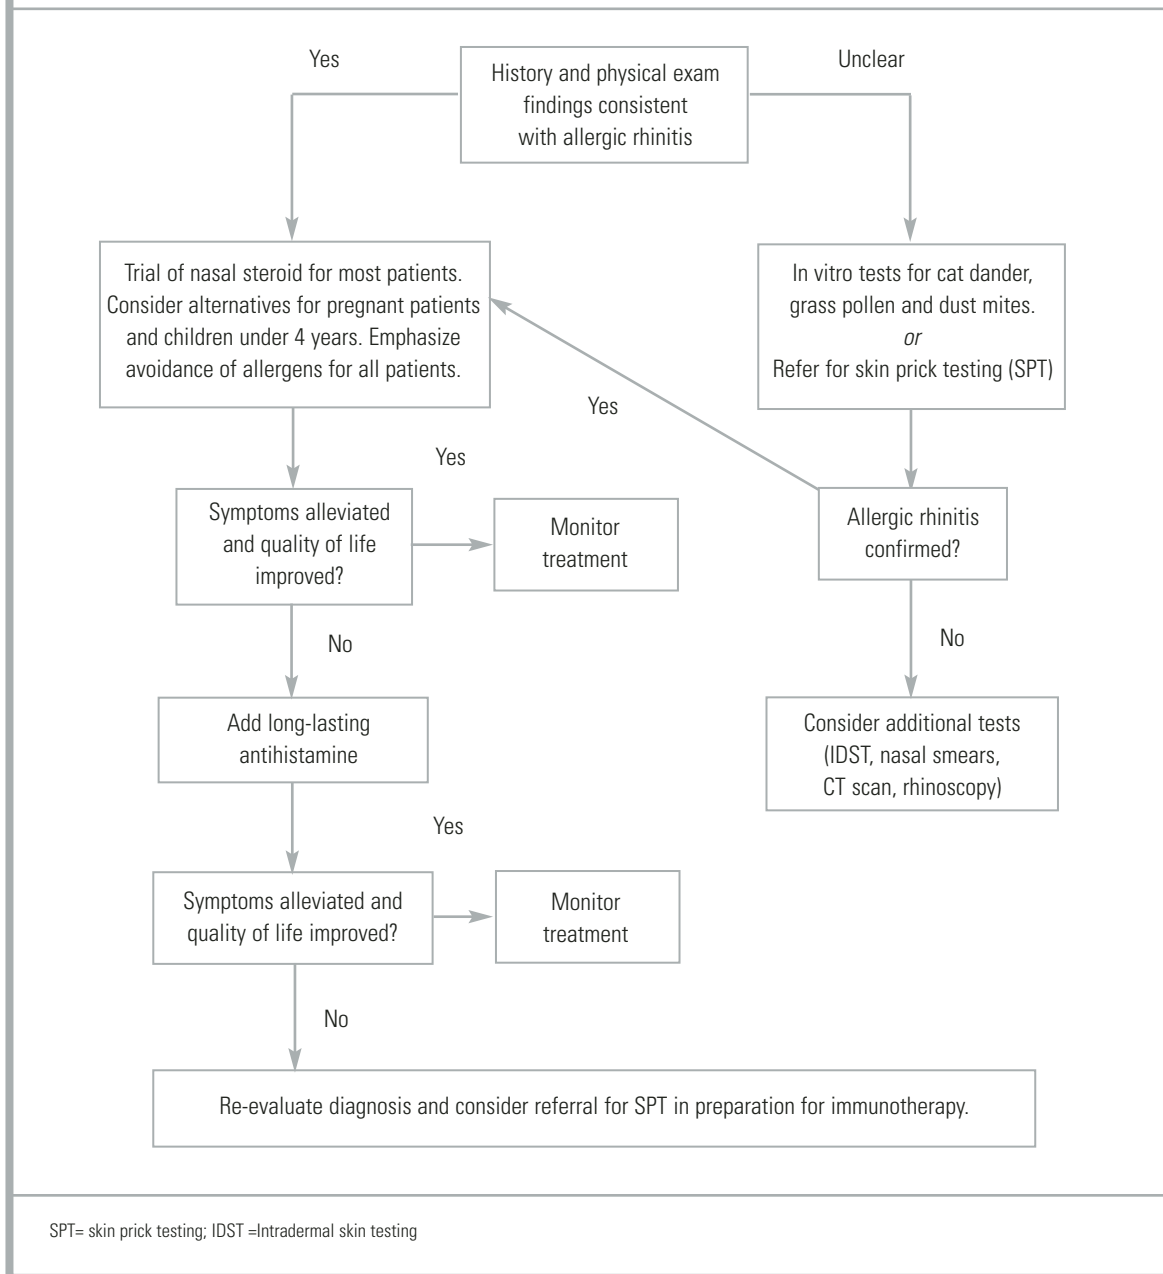 Yes
Unclear
History and physical exam
findings consistent
with allergic rhinitis
Trial of nasal steroid for most patients.
Consider alternatives for pregnant patients
and children under 4 years. Emphasize
avoidance of allergens for all patients.
In vitro tests for cat dander,
grass pollen and dust mites.
or
Refer for skin prick testing (SPT)
Yes
Yes
Symptoms alleviated
and quality of life
improved?
Monitor
treatment
Allergic rhinitis
confirmed?
No
No
Add long-lasting
antihistamine
Consider additional tests
(IDST, nasal smears,
CT scan, rhinoscopy)
Yes
Symptoms alleviated and
quality of life improved?
Monitor
treatment
No
Re-evaluate diagnosis and consider referral for SPT in preparation for immunotherapy.
SPT= skin prick testing; IDST =Intradermal skin testing